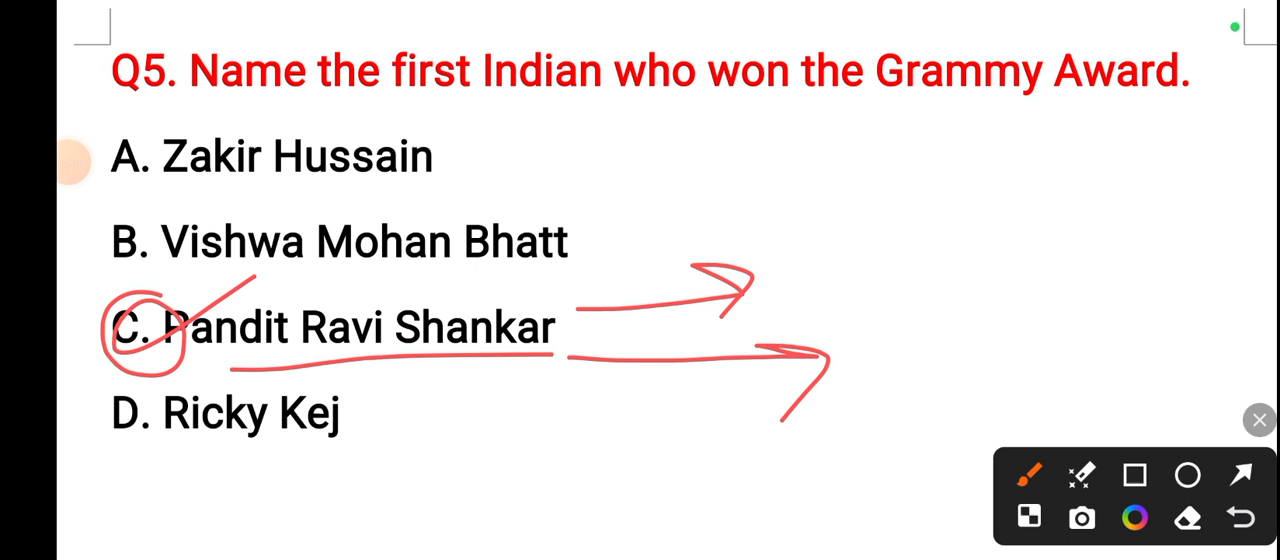 Q5. Name the first Indian who won the Grammy Award.
A. Zakir Hussain
B. Vishwa Mohan Bhatt
C. Pandit Ravi Shankar
D. Ricky Kej